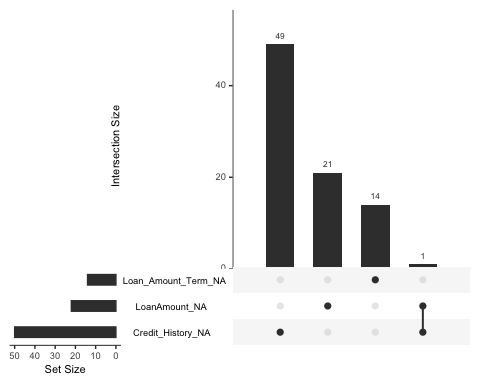 49
40
21
20
14
1
0
Intersection Size
Loan_Amount_Term_NA
LoanAmount_NA
Credit_History_NA
50 40 30 20 10 0
Set Size